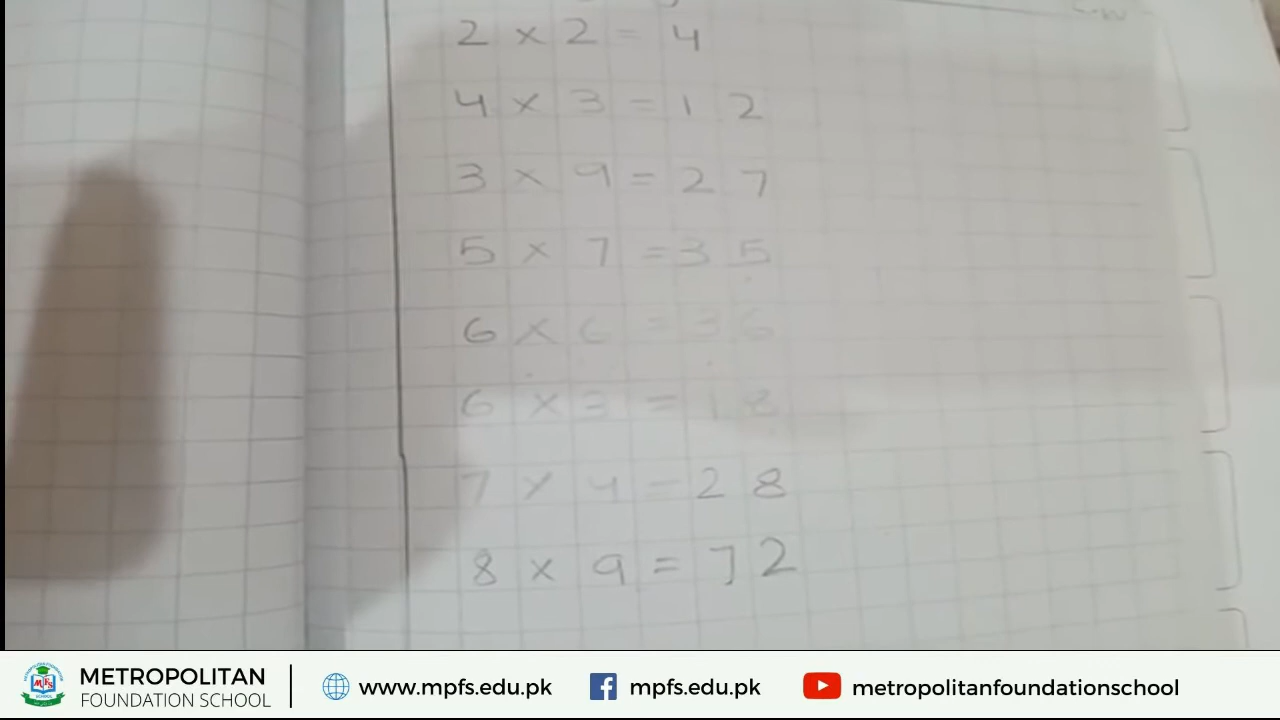 2 × 2 = 4
4 × 3 = 12
3 × 9 = 27
5 × 7 = 35
6 × 6 = 36
6 × 3 = 18
7 × 4 = 28
8 × 9 = 72
METROPOLITAN
FOUNDATION SCHOOL
www.mpfs.edu.pk
mpfs.edu.pk
metropolitanfoundationschool